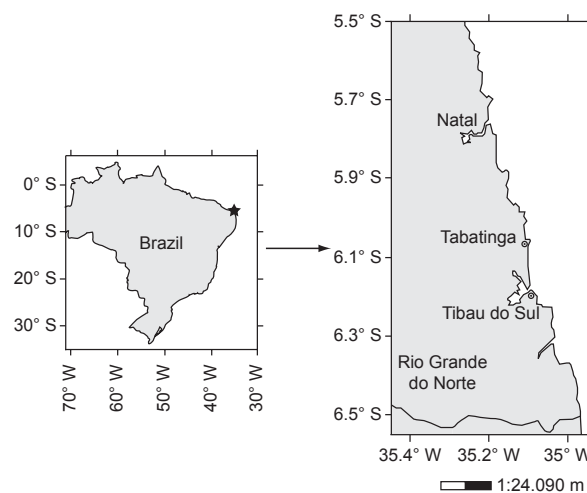 0° S
10° S
20° S
30° S
70° W
60° W
50° W
40° W
30° W
Brazil
5.5° S
5.7° S
5.9° S
6.1° S
6.3° S
6.5° S
Natal
Tabatinga
Tibau do Sul
Rio Grande
do Norte
35.4° W
35.2° W
35° W
1:24.090 m